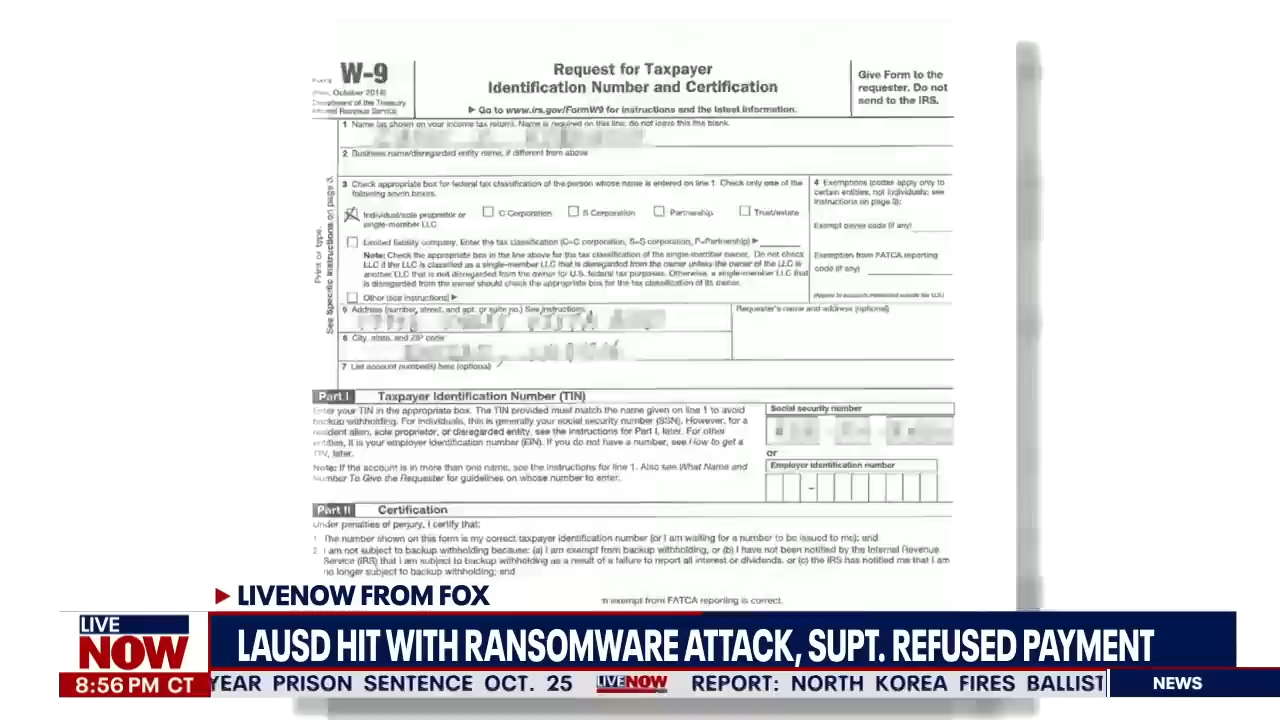 Form W-9
(Rev. October 2018)
Department of the Treasury
Internal Revenue Service
Request for Taxpayer
Identification Number and Certification
▶ Go to www.irs.gov/FormW9 for instructions and the latest information.
Give Form to the
requester. Do not
send to the IRS.
1 Name (as shown on your income tax return). Name is required on this line; do not leave this line blank.
2 Business name/disregarded entity name, if different from above
Print or type.
See Specific Instructions on page 3.
3 Check appropriate box for federal tax classification of the person whose name is entered on line 1. Check only one of the
following seven boxes.
Individual/sole proprietor or
single-member LLC
C Corporation
S Corporation
Partnership
Trust/estate
Limited liability company. Enter the tax classification (C=C corporation, S=S corporation, P=Partnership) ▶
Note: Check the appropriate box in the line above for the tax classification of the single-member owner. Do not check
LLC if the LLC is classified as a single-member LLC that is disregarded from the owner unless the owner of the LLC is
another LLC that is not disregarded from the owner for U.S. federal tax purposes. Otherwise, a single-member LLC that
is disregarded from the owner should check the appropriate box for the tax classification of its owner.
Other (see instructions) ▶
4 Exemptions (codes apply only to
certain entities, not individuals; see
instructions on page 3):
Exempt payee code (if any)
Exemption from FATCA reporting
code (if any)
(Applies to accounts maintained outside the U.S.)
5 Address (number, street, and apt. or suite no.) See instructions.
Requester's name and address (optional)
6 City, state, and ZIP code
7 List account number(s) here (optional)
Part I Taxpayer Identification Number (TIN)
Enter your TIN in the appropriate box. The TIN provided must match the name given on line 1 to avoid
backup withholding. For individuals, this is generally your social security number (SSN). However, for a
resident alien, sole proprietor, or disregarded entity, see the instructions for Part I, later. For other
entities, it is your employer identification number (EIN). If you do not have a number, see How to get a
TIN, later.
Note: If the account is in more than one name, see the instructions for line 1. Also see What Name and
Number To Give the Requester for guidelines on whose number to enter.
Social security number
or
Employer identification number
–
Part II Certification
Under penalties of perjury, I certify that:
1. The number shown on this form is my correct taxpayer identification number (or I am waiting for a number to be issued to me); and
2. I am not subject to backup withholding because: (a) I am exempt from backup withholding, or (b) I have not been notified by the Internal Revenue
Service (IRS) that I am subject to backup withholding as a result of a failure to report all interest or dividends, or (c) the IRS has notified me that I am
no longer subject to backup withholding; and
m exempt from FATCA reporting is correct.
LIVENOW FROM FOX
LIVE
NOW
LAUSD HIT WITH RANSOMWARE ATTACK, SUPT. REFUSED PAYMENT
8:56 PM CT
YEAR PRISON SENTENCE OCT. 25 LIVENOW REPORT: NORTH KOREA FIRES BALLIST
NEWS